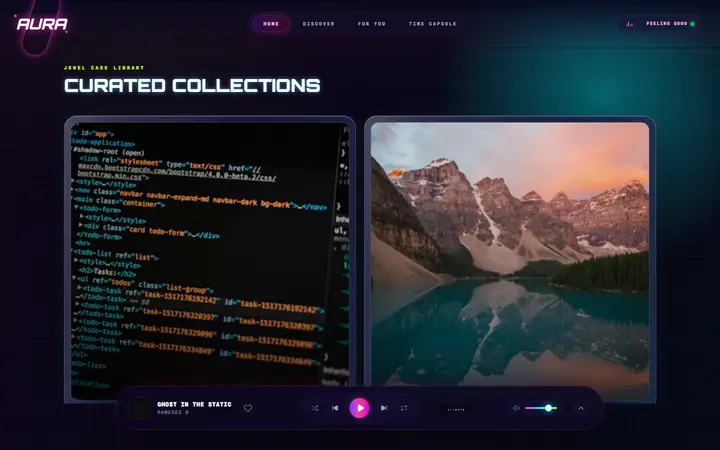 AURA
HOME DISCOVER FOR YOU TIME CAPSULE
FEELING GOOD
JEWEL CASE LIBRARY
CURATED COLLECTIONS
id="app">
todo-application>
#shadow-root (open)
<link rel="stylesheet" type="text/css" href="//
maxcdn.bootstrapcdn.com/bootstrap/4.0.0-beta.2/css/
bootstrap.min.css">
▶<style>…</style>
▶<nav class="navbar navbar-expand-md navbar-dark bg-dark">…</nav>
▼<main class="container">
▼<todo-form>
▶<style>…</style>
▶<div class="card todo-form">…</div>
</todo-form>
<hr>
▼<todo-list ref="list">
▶<style>…</style>
<h2>Tasks:</h2>
▼<ul ref="todos" class="list-group">
▶<todo-task ref="task-1517176192142" id="task-1517176192142">
…</todo-task>
▶<todo-task ref="task-1517176320397" id="task-1517176320397">
…</todo-task>
▶<todo-task ref="task-1517176329096" id="task-1517176329096">
…</todo-task>
▶<todo-task ref="task-1517176334849" id="task-1517176334849">
…</todo-task>
</ul>
GHOST IN THE STATIC
RAMESES B